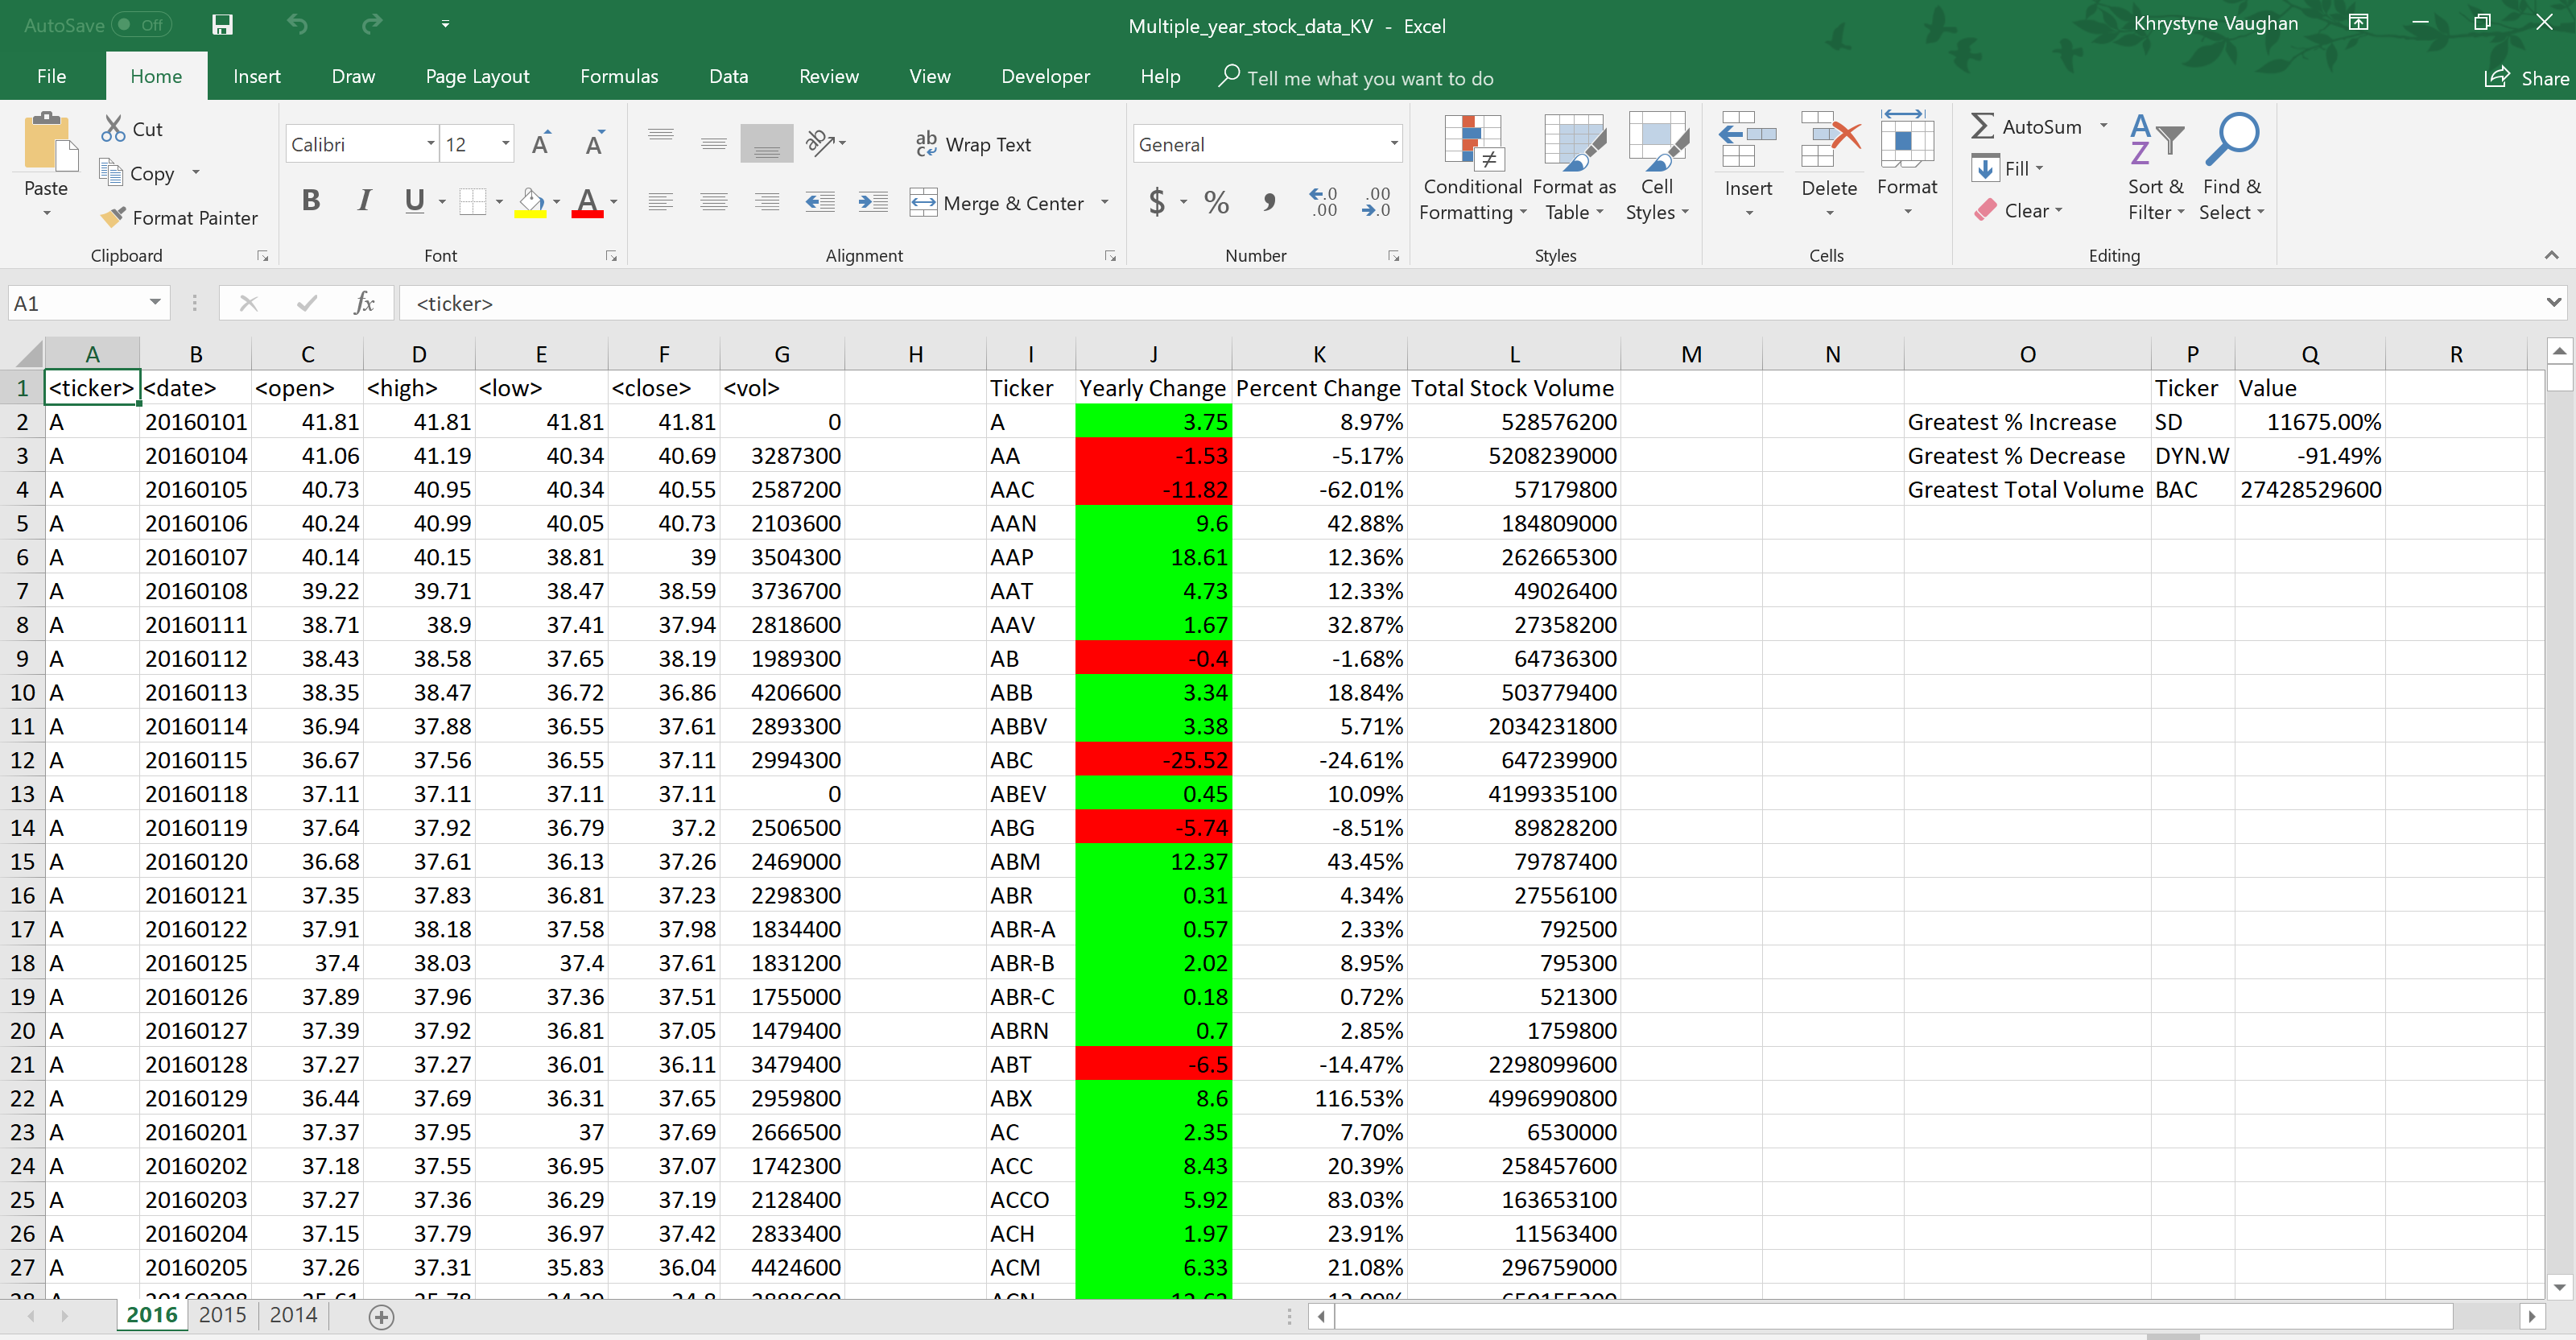 AutoSave Off
Multiple_year_stock_data_KV - Excel
Khrystyne Vaughan
File Home Insert Draw Page Layout Formulas Data Review View Developer Help Tell me what you want to do Share
Paste
Cut
Copy
Format Painter
Clipboard
Calibri 12
B I U A
Font
Wrap Text
Merge & Center
Alignment
General
$ % ,
Number
Conditional Formatting
Format as Table
Cell Styles
Styles
Insert Delete Format
Cells
AutoSum
Fill
Clear
Sort & Filter
Find & Select
Editing
A1 fx <ticker>
A B C D E F G H I J K L M N O P Q R
1 <ticker> <date> <open> <high> <low> <close> <vol> Ticker Yearly Change Percent Change Total Stock Volume Ticker Value
2 A 20160101 41.81 41.81 41.81 41.81 0 A 3.75 8.97% 528576200 Greatest % Increase SD 11675.00%
3 A 20160104 41.06 41.19 40.34 40.69 3287300 AA -1.53 -5.17% 5208239000 Greatest % Decrease DYN.W -91.49%
4 A 20160105 40.73 40.95 40.34 40.55 2587200 AAC -11.82 -62.01% 57179800 Greatest Total Volume BAC 27428529600
5 A 20160106 40.24 40.99 40.05 40.73 2103600 AAN 9.6 42.88% 184809000
6 A 20160107 40.14 40.15 38.81 39 3504300 AAP 18.61 12.36% 262665300
7 A 20160108 39.22 39.71 38.47 38.59 3736700 AAT 4.73 12.33% 49026400
8 A 20160111 38.71 38.9 37.41 37.94 2818600 AAV 1.67 32.87% 27358200
9 A 20160112 38.43 38.58 37.65 38.19 1989300 AB -0.4 -1.68% 64736300
10 A 20160113 38.35 38.47 36.72 36.86 4206600 ABB 3.34 18.84% 503779400
11 A 20160114 36.94 37.88 36.55 37.61 2893300 ABBV 3.38 5.71% 2034231800
12 A 20160115 36.67 37.56 36.55 37.11 2994300 ABC -25.52 -24.61% 647239900
13 A 20160118 37.11 37.11 37.11 37.11 0 ABEV 0.45 10.09% 4199335100
14 A 20160119 37.64 37.92 36.79 37.2 2506500 ABG -5.74 -8.51% 89828200
15 A 20160120 36.68 37.61 36.13 37.26 2469000 ABM 12.37 43.45% 79787400
16 A 20160121 37.35 37.83 36.81 37.23 2298300 ABR 0.31 4.34% 27556100
17 A 20160122 37.91 38.18 37.58 37.98 1834400 ABR-A 0.57 2.33% 792500
18 A 20160125 37.4 38.03 37.4 37.61 1831200 ABR-B 2.02 8.95% 795300
19 A 20160126 37.89 37.96 37.36 37.51 1755000 ABR-C 0.18 0.72% 521300
20 A 20160127 37.39 37.92 36.81 37.05 1479400 ABRN 0.7 2.85% 1759800
21 A 20160128 37.27 37.27 36.01 36.11 3479400 ABT -6.5 -14.47% 2298099600
22 A 20160129 36.44 37.69 36.31 37.65 2959800 ABX 8.6 116.53% 4996990800
23 A 20160201 37.37 37.95 37 37.69 2666500 AC 2.35 7.70% 6530000
24 A 20160202 37.18 37.55 36.95 37.07 1742300 ACC 8.43 20.39% 258457600
25 A 20160203 37.27 37.36 36.29 37.19 2128400 ACCO 5.92 83.03% 163653100
26 A 20160204 37.15 37.79 36.97 37.42 2833400 ACH 1.97 23.91% 11563400
27 A 20160205 37.26 37.31 35.83 36.04 4424600 ACM 6.33 21.08% 296759000
2016 2015 2014